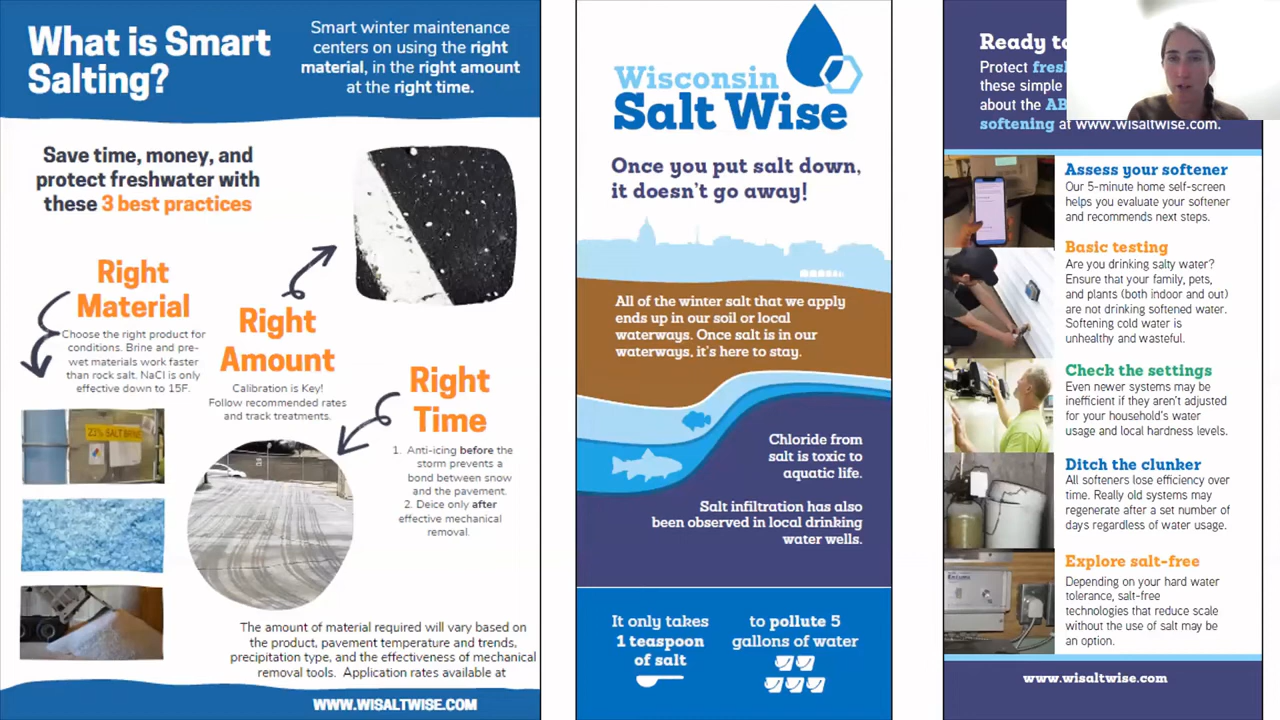 What is Smart
Salting?
Smart winter maintenance
centers on using the right
material, in the right amount
at the right time.
Save time, money, and
protect freshwater with
these 3 best practices
Right
Material
Choose the right product for
conditions. Brine and pre-
wet materials work faster
than rock salt. NaCl is only
effective down to 15F.
23% SALT BRINE
Right
Amount
Calibration is Key!
Follow recommended rates
and track treatments.
Right
Time
1. Anti-icing before the
storm prevents a
bond between snow
and the pavement.
2. Deice only after
effective mechanical
removal.
The amount of material required will vary based on
the product, pavement temperature and trends,
precipitation type, and the effectiveness of mechanical
removal tools. Application rates available at
WWW.WISALTWISE.COM
Wisconsin
Salt Wise
Once you put salt down,
it doesn't go away!
All of the winter salt that we apply
ends up in our soil or local
waterways. Once salt is in our
waterways, it's here to stay.
Chloride from
salt is toxic to
aquatic life.
Salt infiltration has also
been observed in local drinking
water wells.
It only takes
1 teaspoon
of salt
to pollute 5
gallons of water
Ready to
Protect
these simple
about the
softening at www.wisaltwise.com.
Assess your softener
Our 5-minute home self-screen
helps you evaluate your softener
and recommends next steps.
Basic testing
Are you drinking salty water?
Ensure that your family, pets,
and plants (both indoor and out)
are not drinking softened water.
Softening cold water is
unhealthy and wasteful.
Check the settings
Even newer systems may be
inefficient if they aren't adjusted
for your household's water
usage and local hardness levels.
Ditch the clunker
All softeners lose efficiency over
time. Really old systems may
regenerate after a set number of
days regardless of water usage.
Explore salt-free
Depending on your hard water
tolerance, salt-free
technologies that reduce scale
without the use of salt may be
an option.
www.wisaltwise.com